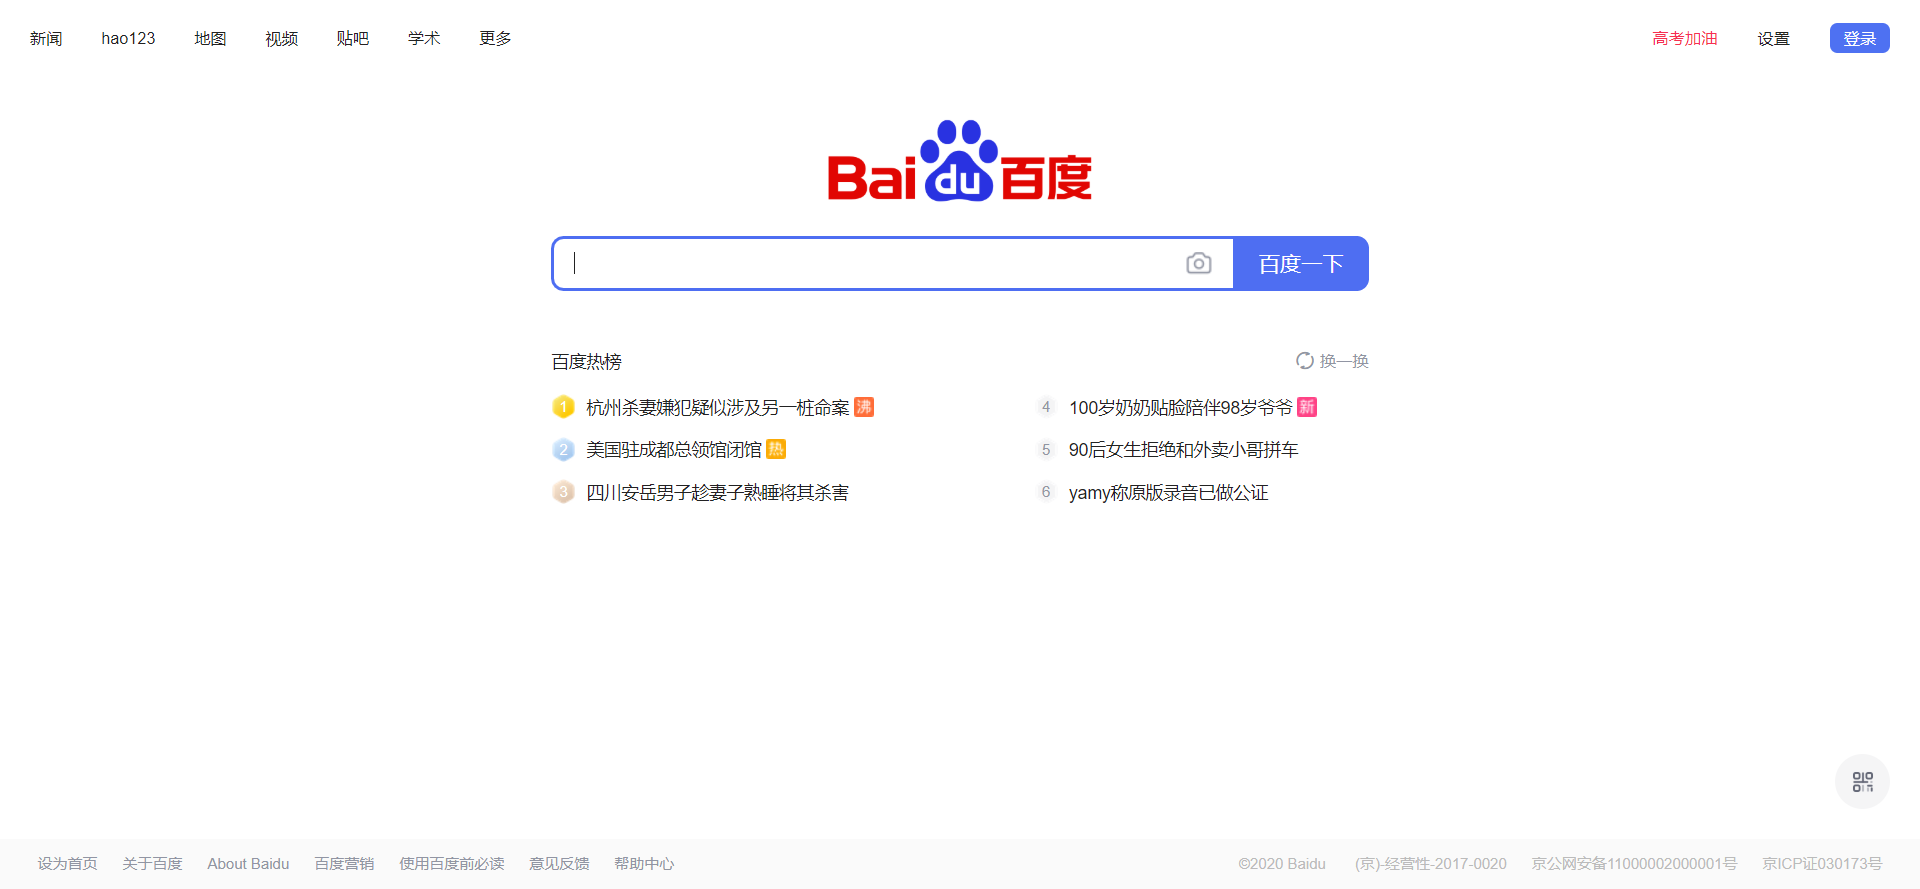 新闻 hao123 地图 视频 贴吧 学术 更多 高考加油 设置 登录
Bai du 百度
百度一下
百度热榜 换一换
1 杭州杀妻嫌犯疑似涉及另一桩命案 沸 4 100岁奶奶贴脸陪伴98岁爷爷 新
2 美国驻成都总领馆闭馆 热 5 90后女生拒绝和外卖小哥拼车
3 四川安岳男子趁妻子熟睡将其杀害 6 yamy称原版录音已做公证
设为首页 关于百度 About Baidu 百度营销 使用百度前必读 意见反馈 帮助中心 ©2020 Baidu (京)-经营性-2017-0020 京公网安备11000002000001号 京ICP证030173号